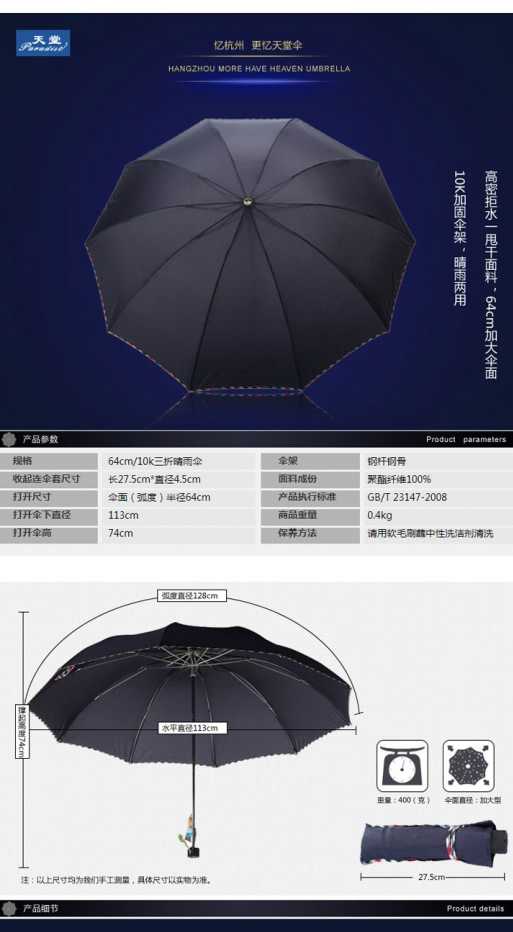 天堂
Paradise
忆杭州 更忆天堂伞
HANGZHOU MORE HAVE HEAVEN UMBRELLA
高密拒水一甩干面料，64cm加大伞面
10K加固伞架，晴雨两用
产品参数 Product parameters
规格 64cm/10k三折晴雨伞 伞架 钢杆钢骨
收起连伞套尺寸 长27.5cm*直径4.5cm 面料成份 聚酯纤维100%
打开尺寸 伞面（弧度）半径64cm 产品执行标准 GB/T 23147-2008
打开伞下直径 113cm 商品重量 0.4kg
打开伞高 74cm 保养方法 请用软毛刷蘸中性洗洁剂清洗
弧度直径128cm
撑起高度74cm
水平直径113cm
重量：400（克） 伞面直径：加大型
27.5cm
注：以上尺寸均为我们手工测量，具体尺寸以实物为准。
产品细节 Product details